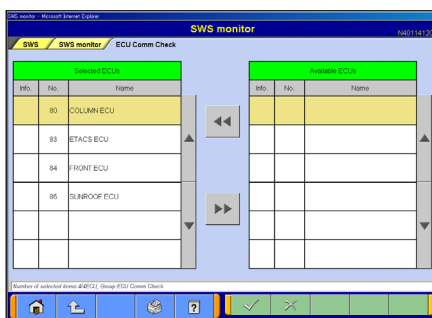 SWS monitor - Microsoft Internet Explorer
SWS monitor
SWS SWS monitor ECU Comm Check
Selected ECUs Available ECUs
Info. No. Name Info. No. Name
80 COLUMN ECU
83 ETACS ECU
84 FRONT ECU
86 SUNROOF ECU
Number of selected items 4/4ECU, Group ECU Comm Check
?